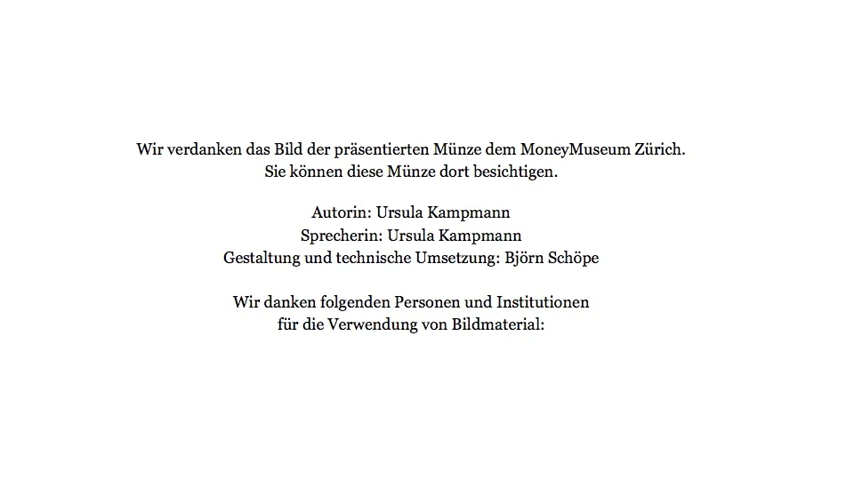 Wir verdanken das Bild der präsentierten Münze dem MoneyMuseum Zürich.
Sie können diese Münze dort besichtigen.
Autorin: Ursula Kampmann
Sprecherin: Ursula Kampmann
Gestaltung und technische Umsetzung: Björn Schöpe
Wir danken folgenden Personen und Institutionen
für die Verwendung von Bildmaterial: